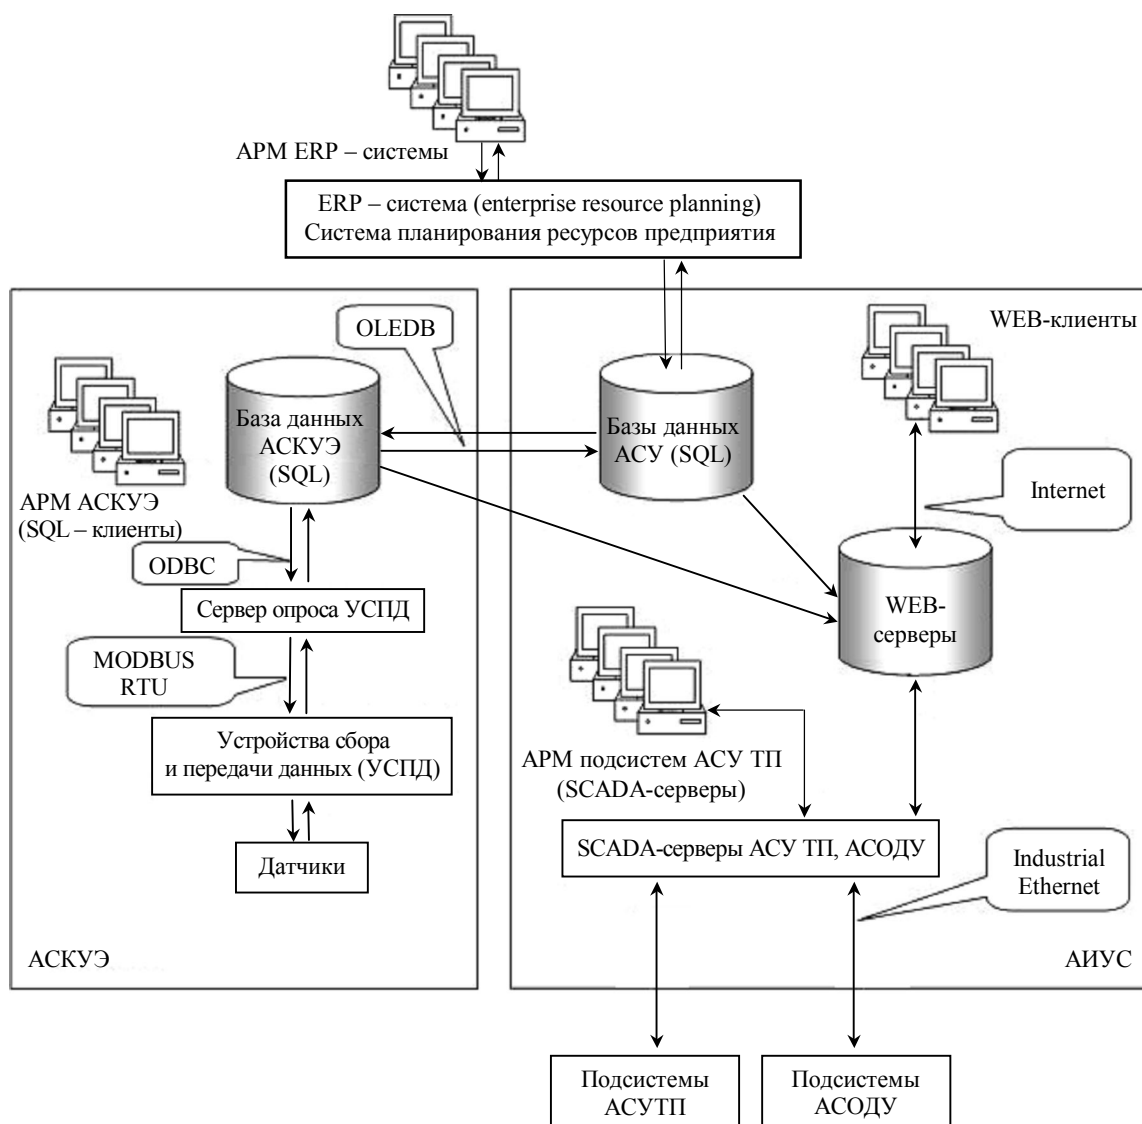 АРМ ERP – системы
ERP – система (enterprise resource planning)
Система планирования ресурсов предприятия
OLEDB
WEB-клиенты
База данных
АСКУЭ
(SQL)
Базы данных
АСУ (SQL)
АРМ АСКУЭ
(SQL – клиенты)
Internet
ODBC
Сервер опроса УСПД
WEB-
серверы
MODBUS
RTU
Устройства сбора
и передачи данных (УСПД)
АРМ подсистем АСУ ТП
(SCADA-серверы)
Датчики
SCADA-серверы АСУ ТП, АСОДУ
Industrial
Ethernet
АСКУЭ
АИУС
Подсистемы
АСУТП
Подсистемы
АСОДУ